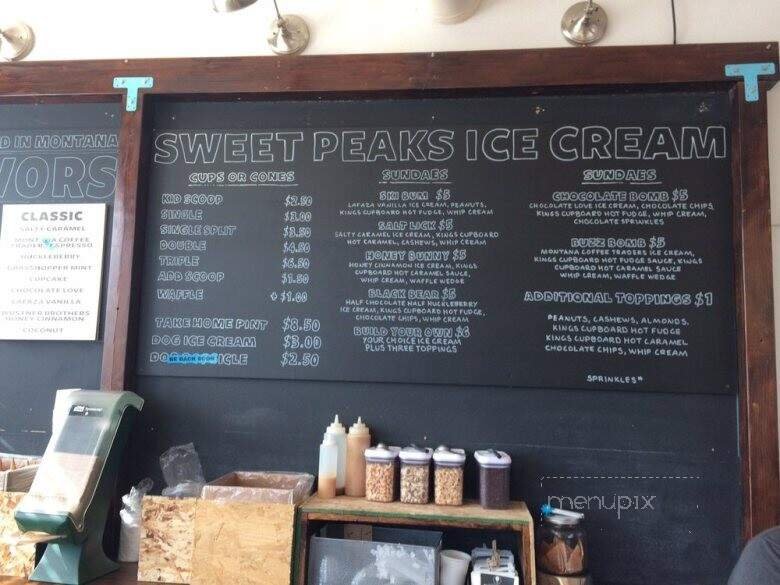 D IN MONTANA
VORS
CLASSIC
SALTY CARAMEL
MONTANA COFFEE
TRADERS ESPRESSO
HUCKLEBERRY
GRASSHOPPER MINT
CUPCAKE
CHOCOLATE LOVE
LAFAZA VANILLA
WUSTNER BROTHERS
HONEY CINNAMON
COCONUT
SWEET PEAKS ICE CREAM
CUPS OR CONES
KID SCOOP $2.50
SINGLE $3.00
SINGLE SPLIT $3.50
DOUBLE $4.50
TRIPLE $6.50
ADD SCOOP $1.50
WAFFLE + $1.00
TAKE HOME PINT $8.50
DOG ICE CREAM $3.00
BE BACK SOON
ICLE $2.50
SUNDAES
SKI BUM $5
LAFAZA VANILLA ICE CREAM, PEANUTS,
KINGS CUPBOARD HOT FUDGE, WHIP CREAM
SALT LICK $5
SALTY CARAMEL ICE CREAM, KINGS CUPBOARD
HOT CARAMEL, CASHEWS, WHIP CREAM
HONEY BUNNY $5
HONEY CINNAMON ICE CREAM, KINGS
CUPBOARD HOT CARAMEL SAUCE,
WHIP CREAM, WAFFLE WEDGE
BLACK BEAR $5
HALF CHOCOLATE HALF HUCKLEBERRY
ICE CREAM, KINGS CUPBOARD HOT FUDGE,
CHOCOLATE CHIPS, WHIP CREAM
BUILD YOUR OWN $6
YOUR CHOICE ICE CREAM
PLUS THREE TOPPINGS
SUNDAES
CHOCOLATE BOMB $5
CHOCOLATE LOVE ICE CREAM, CHOCOLATE CHIPS,
KINGS CUPBOARD HOT FUDGE, WHIP CREAM,
CHOCOLATE SPRINKLES
BUZZ BOMB $5
MONTANA COFFEE TRADERS ICE CREAM,
KINGS CUPBOARD HOT FUDGE SAUCE, KINGS
CUPBOARD HOT CARAMEL SAUCE
WHIP CREAM, WAFFLE WEDGE
ADDITIONAL TOPPINGS $1
PEANUTS, CASHEWS, ALMONDS,
KINGS CUPBOARD HOT FUDGE
KINGS CUPBOARD HOT CARAMEL
CHOCOLATE CHIPS, WHIP CREAM
SPRINKLES*
menupix